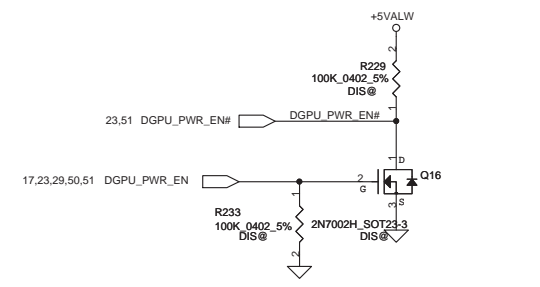 +5VALW
2
R229
100K_0402_5%
DIS@
1
23,51 DGPU_PWR_EN#
DGPU_PWR_EN#
1
D
Q16
17,23,29,50,51 DGPU_PWR_EN
2
G
3
S
1
R233
100K_0402_5%
DIS@
2
2N7002H_SOT23-3
DIS@